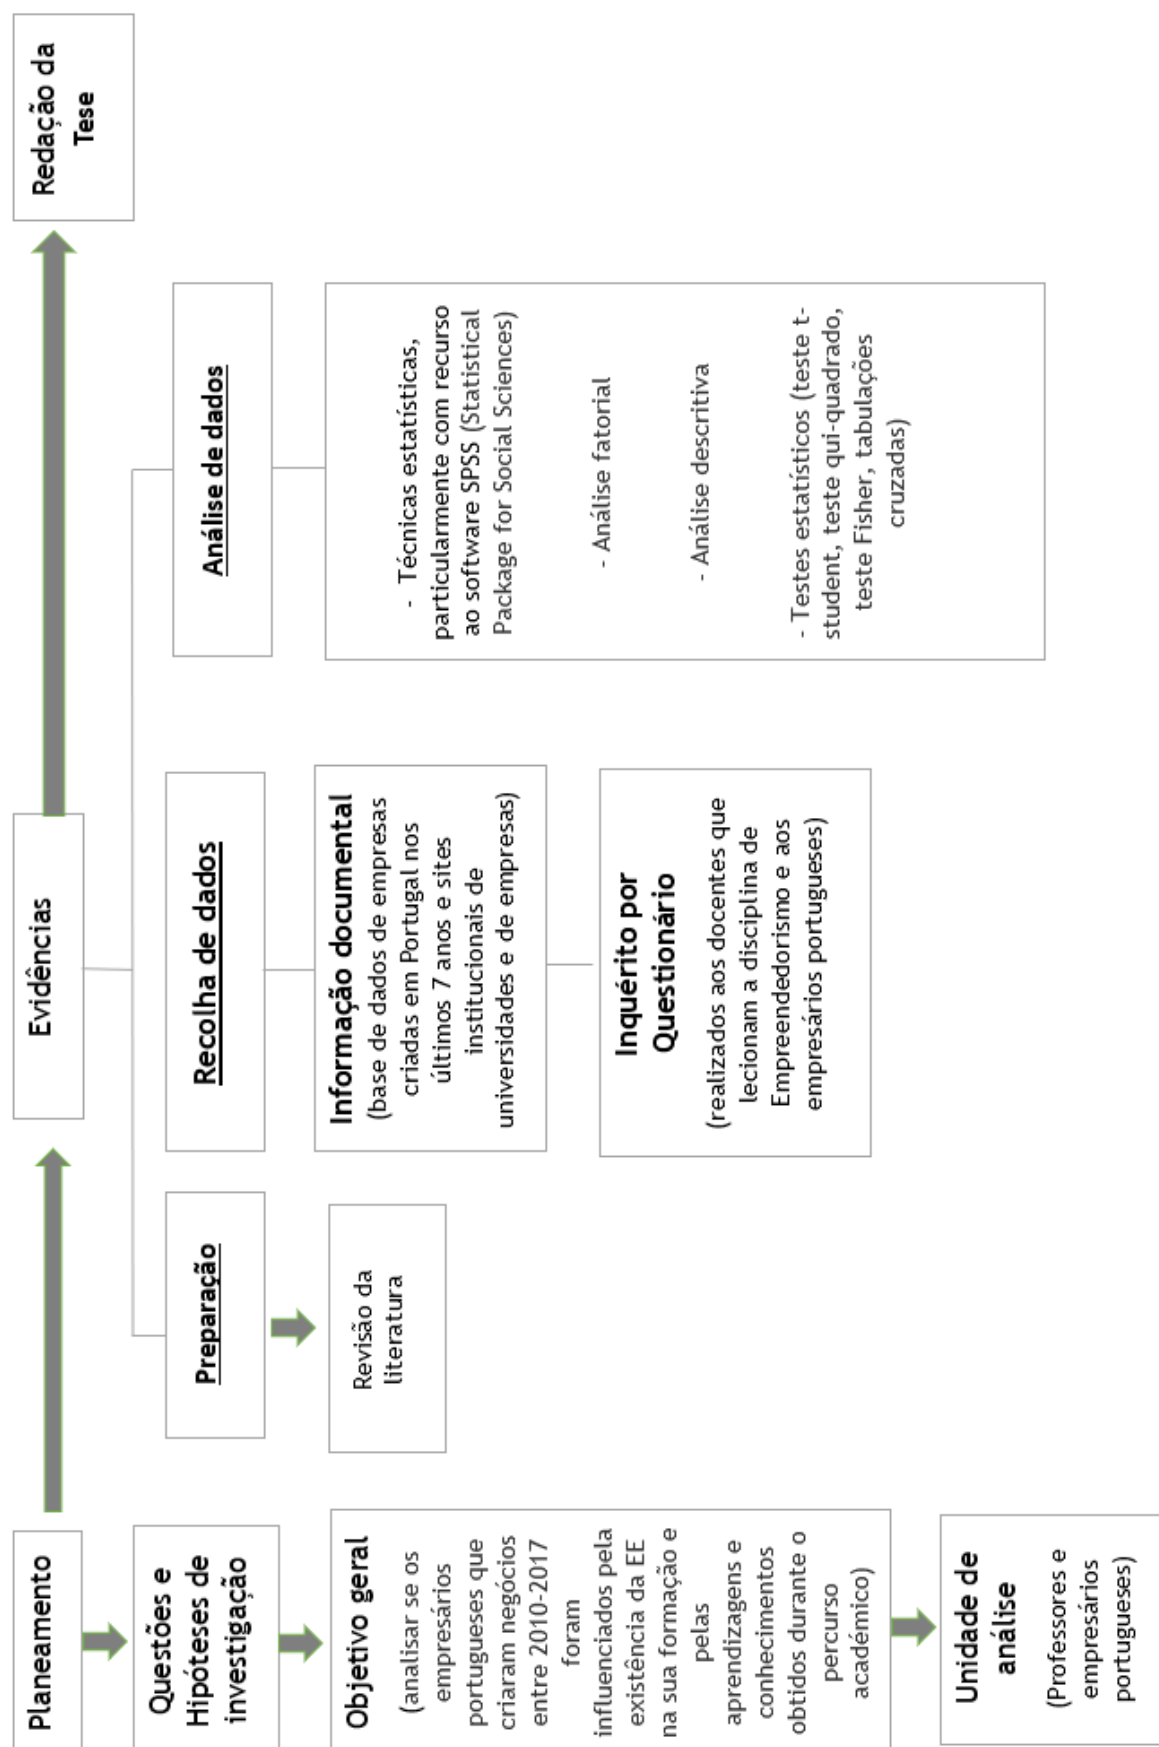 Planeamento
Questões e
Hipóteses de
investigação
Objetivo geral
(analisar se os
empresários
portugueses que
criaram negócios
entre 2010-2017
foram
influenciados pela
existência da EE
na sua formação e
pelas
aprendizagens e
conhecimentos
obtidos durante o
percurso
académico)
Unidade de
análise
(Professores e
empresários
portugueses)
Evidências
Preparação
Revisão da
literatura
Recolha de dados
Informação documental
(base de dados de empresas
criadas em Portugal nos
últimos 7 anos e sites
institucionais de
universidades e de empresas)
Inquérito por
Questionário
(realizados aos docentes que
lecionam a disciplina de
Empreendedorismo e aos
empresários portugueses)
Análise de dados
- Técnicas estatísticas,
particularmente com recurso
ao software SPSS (Statistical
Package for Social Sciences)
- Análise fatorial
- Análise descritiva
- Testes estatísticos (teste t-
student, teste qui-quadrado,
teste Fisher, tabulações
cruzadas)
Redação da
Tese